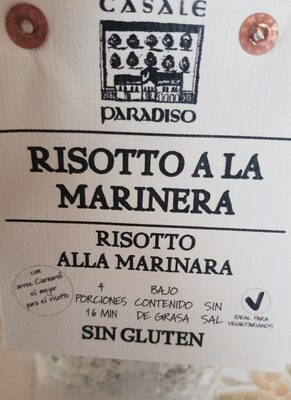 CASALE
PARADISO
RISOTTO A LA
MARINERA
RISOTTO
ALLA MARINARA
con
arroz Carnaroli
el mejor
para el risotto
4
PORCIONES
16 MIN
BAJO
CONTENIDO
DE GRASA
SIN
SAL
IDEAL PARA
VEGETARIANOS
SIN GLUTEN